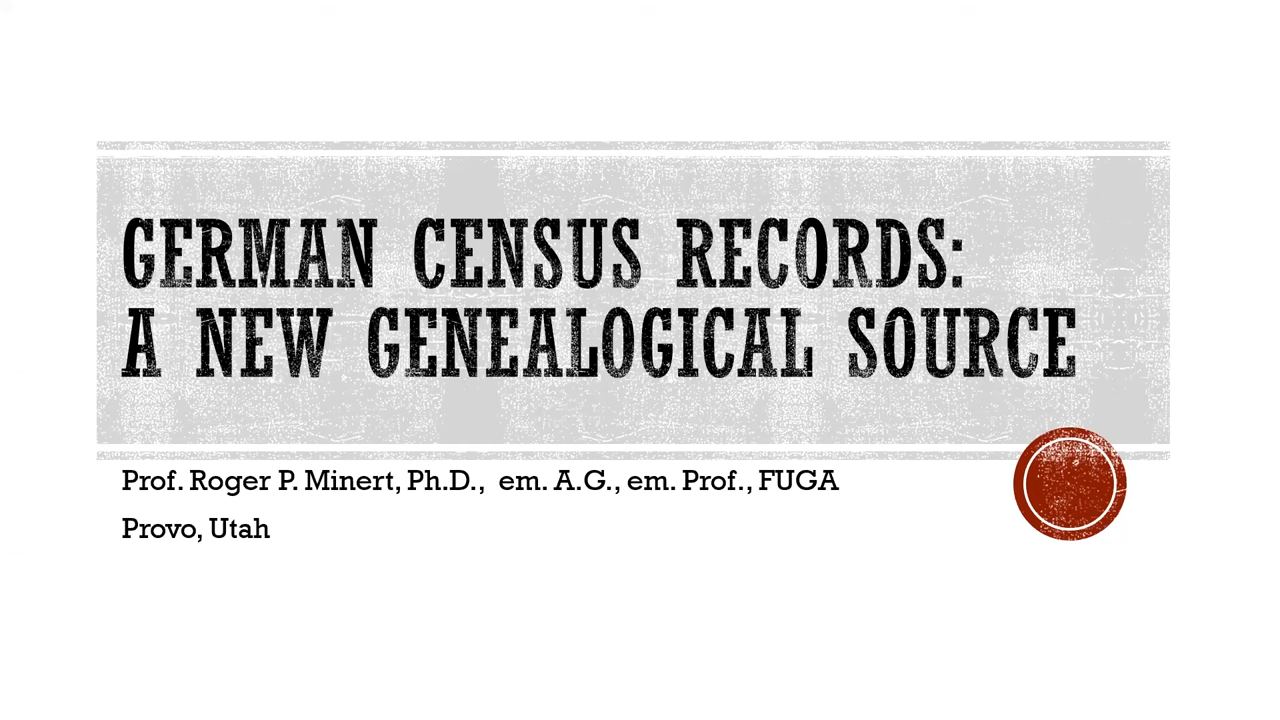 GERMAN CENSUS RECORDS:
A NEW GENEALOGICAL SOURCE
Prof. Roger P. Minert, Ph.D., em. A.G., em. Prof., FUGA
Provo, Utah